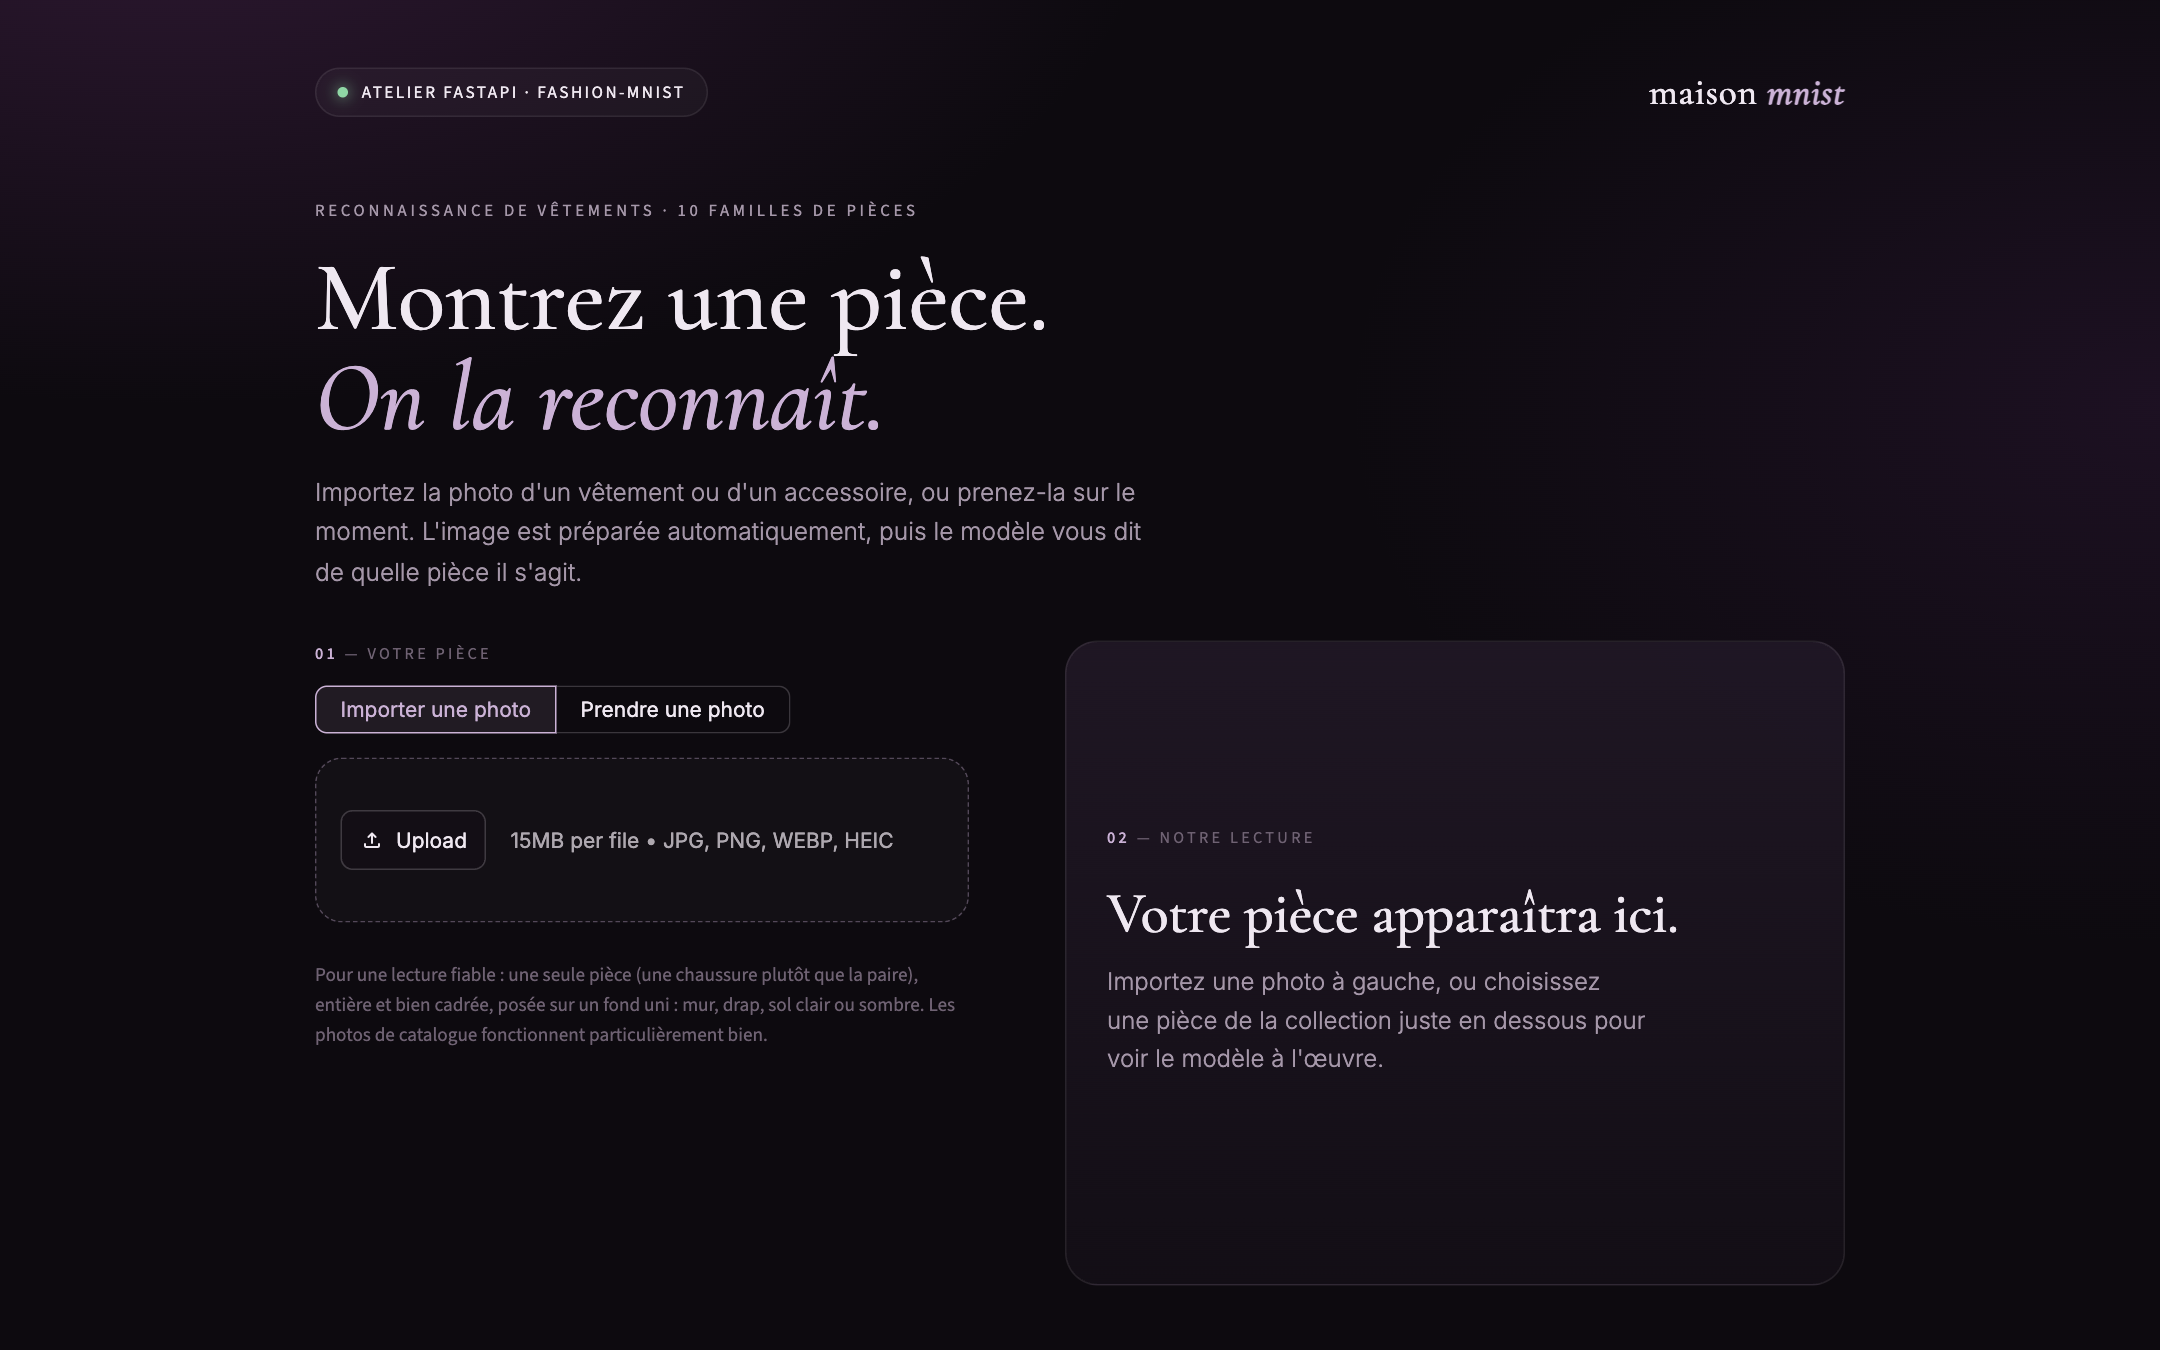 ATELIER FASTAPI · FASHION-MNIST
maison mnist
RECONNAISSANCE DE VÊTEMENTS · 10 FAMILLES DE PIÈCES
Montrez une pièce.
On la reconnaît.
Importez la photo d'un vêtement ou d'un accessoire, ou prenez-la sur le
moment. L'image est préparée automatiquement, puis le modèle vous dit
de quelle pièce il s'agit.
01 — VOTRE PIÈCE
Importer une photo
Prendre une photo
Upload
15MB per file • JPG, PNG, WEBP, HEIC
Pour une lecture fiable : une seule pièce (une chaussure plutôt que la paire),
entière et bien cadrée, posée sur un fond uni : mur, drap, sol clair ou sombre. Les
photos de catalogue fonctionnent particulièrement bien.
02 — NOTRE LECTURE
Votre pièce apparaîtra ici.
Importez une photo à gauche, ou choisissez
une pièce de la collection juste en dessous pour
voir le modèle à l'œuvre.